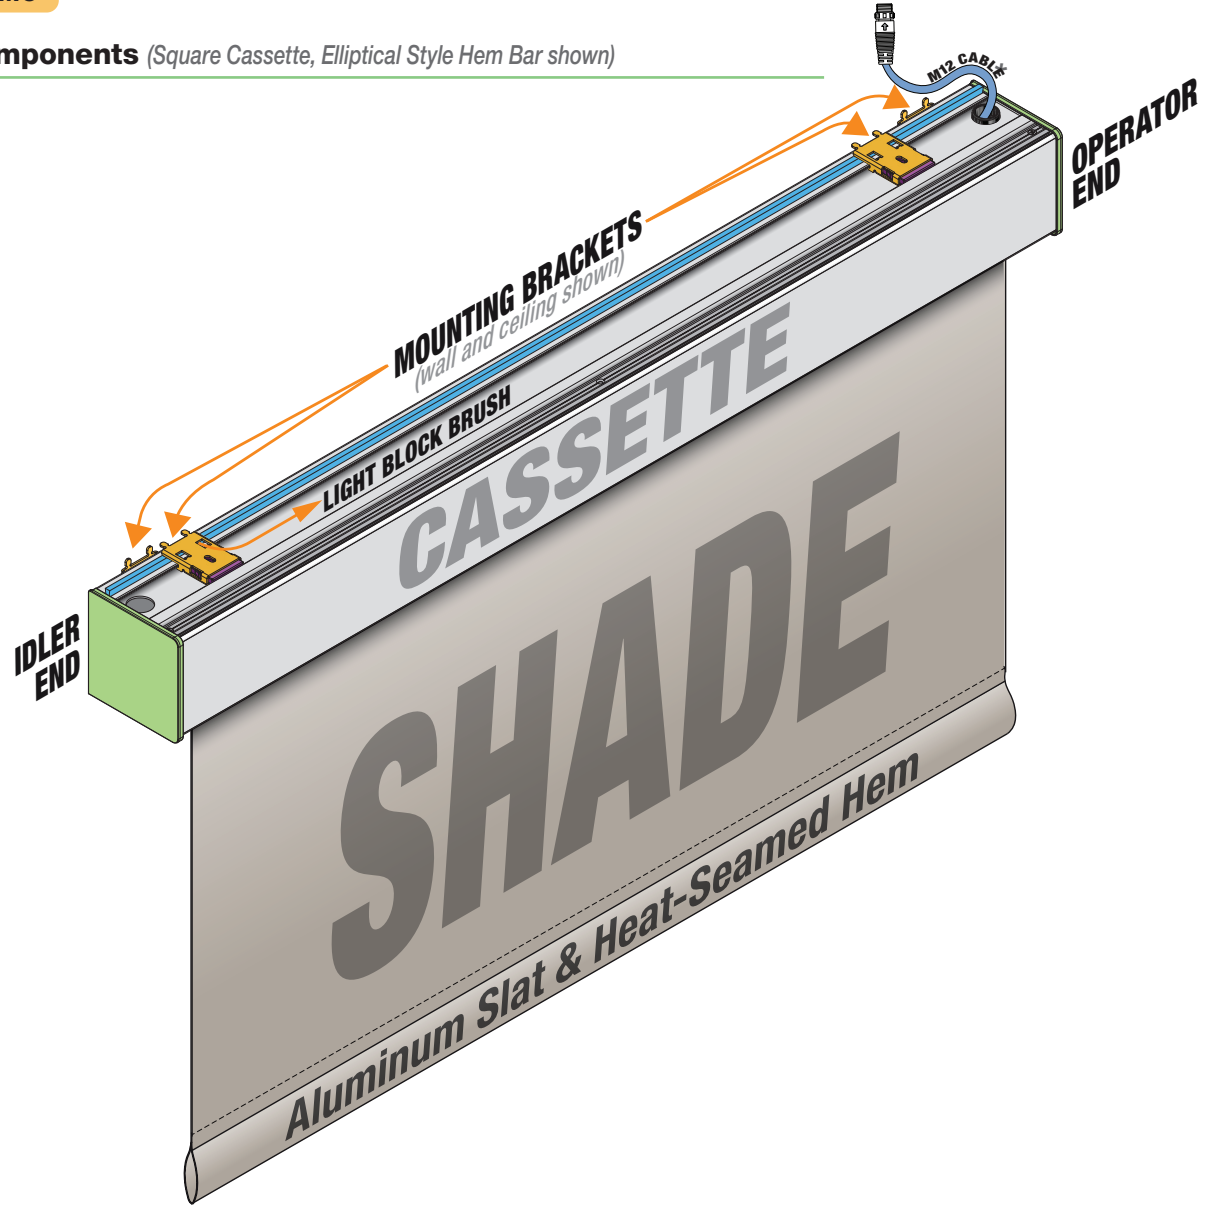 mponents (Square Cassette, Elliptical Style Hem Bar shown)
M12 CABLE*
OPERATOR
END
MOUNTING BRACKETS
(wall and ceiling shown)
LIGHT BLOCK BRUSH
CASSETTE
IDLER
END
SHADE
Aluminum Slat & Heat-Seamed Hem